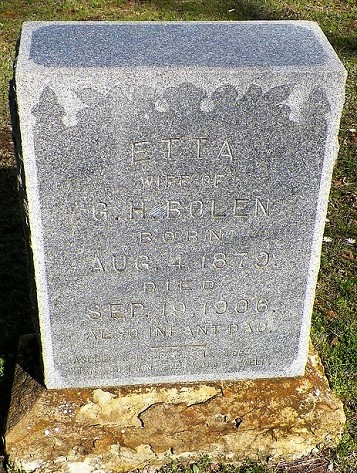 ETTA
WIFE OF
G. H. BOLEN
BORN
AUG. 4, 1879.
DIED
SEP. 19, 1906.
ALSO INFANT DAU.